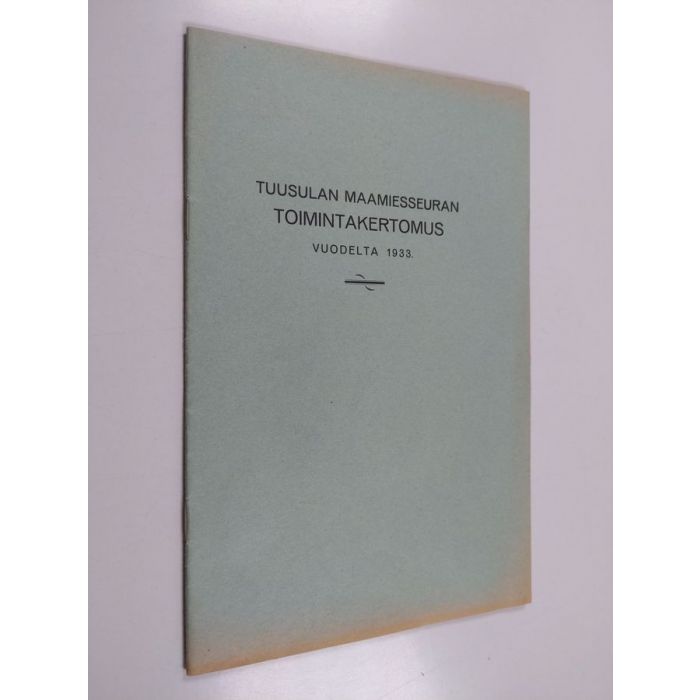 TUUSULAN MAAMIESSEURAN
TOIMINTAKERTOMUS
VUODELTA 1933.